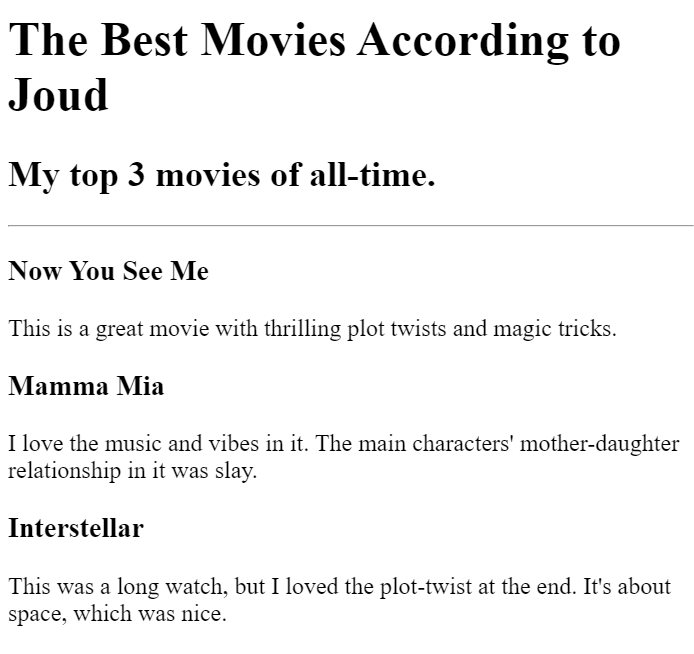 The Best Movies According to
Joud
My top 3 movies of all-time.
Now You See Me
This is a great movie with thrilling plot twists and magic tricks.
Mamma Mia
I love the music and vibes in it. The main characters' mother-daughter
relationship in it was slay.
Interstellar
This was a long watch, but I loved the plot-twist at the end. It's about
space, which was nice.